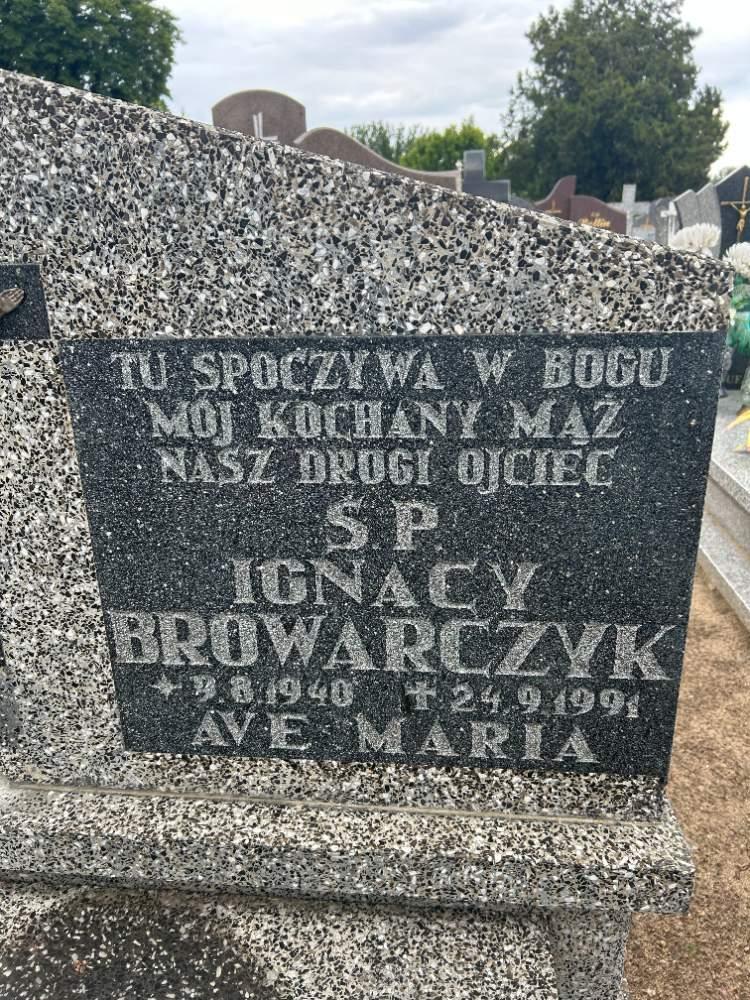 TU SPOCZYWA W BOGU
MÓJ KOCHANY MĄŻ
NASZ DROGI OJCIEC
Ś.P.
IGNACY
BROWARCZYK
9.8.1940 24.9.1991
AVE MARIA